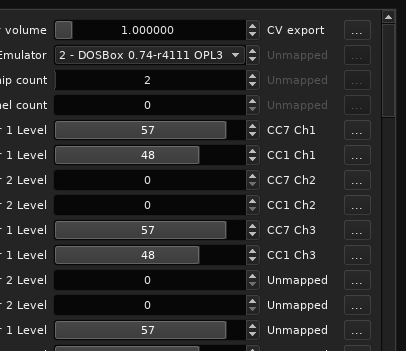 volume 1.000000 CV export ...
Emulator 2 - DOSBox 0.74-r4111 OPL3 Unmapped ...
count 2 Unmapped ...
count 0 Unmapped ...
1 Level 57 CC7 Ch1 ...
1 Level 48 CC1 Ch1 ...
2 Level 0 CC7 Ch2 ...
2 Level 0 CC1 Ch2 ...
1 Level 57 CC7 Ch3 ...
1 Level 48 CC1 Ch3 ...
2 Level 0 Unmapped ...
2 Level 0 Unmapped ...
1 Level 57 Unmapped ...